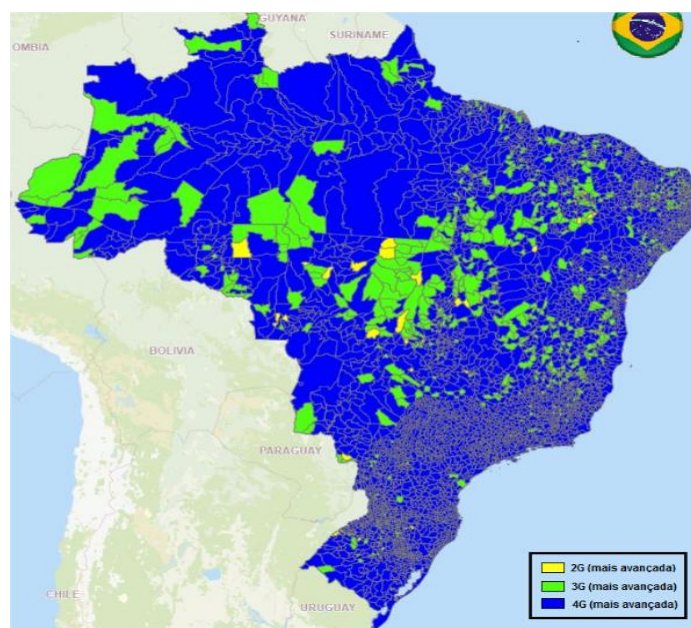 GUYANA
SURINAME
OMBIA
BOLIVIA
PARAGUAY
CHILE
URUGUAY
2G (mais avançada)
3G (mais avançada)
4G (mais avançada)